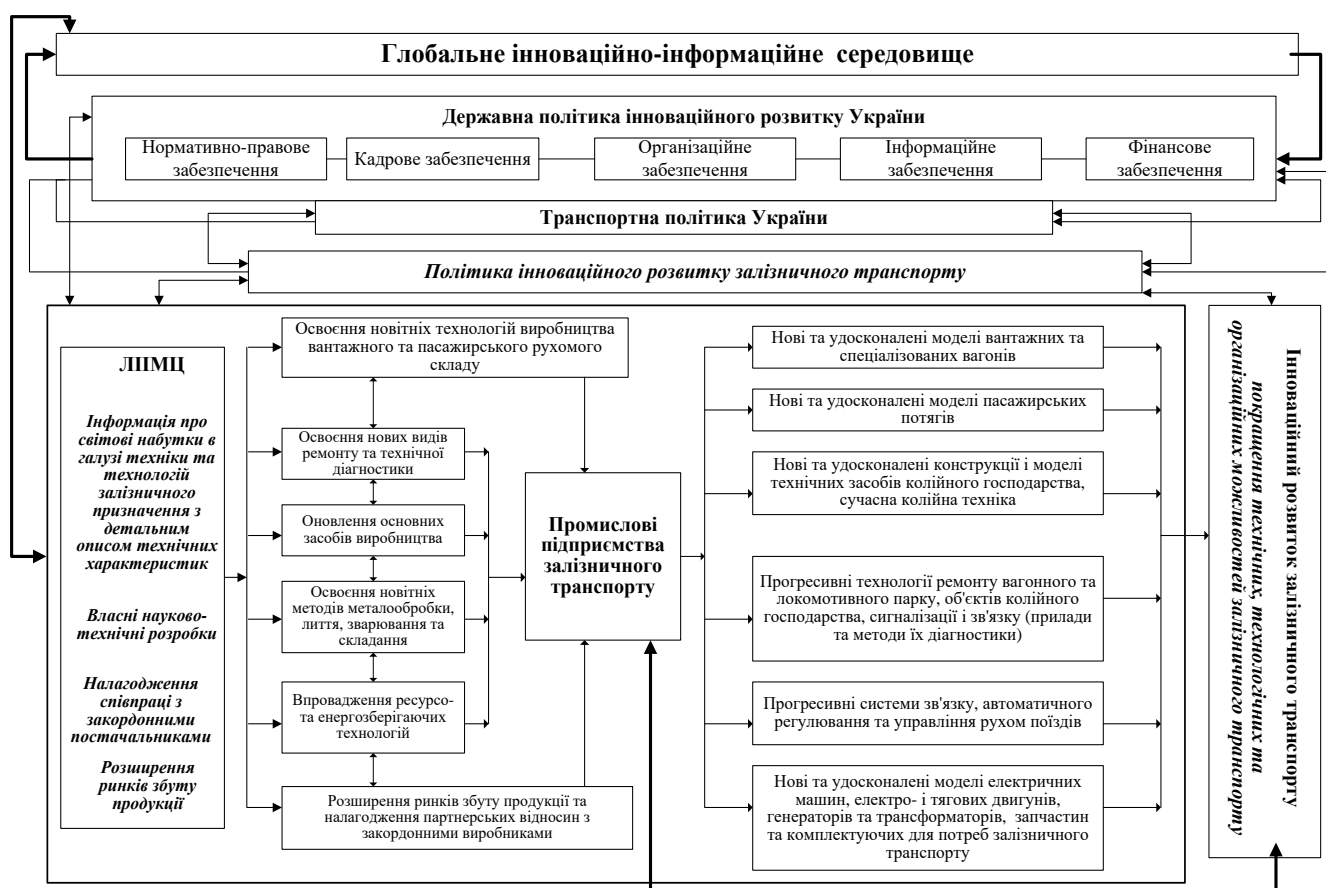 Глобальне інноваційно-інформаційне середовище
Державна політика інноваційного розвитку України
Нормативно-правове
забезпечення
Кадрове забезпечення
Організаційне
забезпечення
Інформаційне
забезпечення
Фінансове
забезпечення
Транспортна політика України
Політика інноваційного розвитку залізничного транспорту
ЛІІМЦ
Інформація про
світові набутки в
галузі техніки та
технологій
залізничного
призначення з
детальним
описом технічних
характеристик
Власні науково-
технічні розробки
Налагодження
співпраці з
закордонними
постачальниками
Розширення
ринків збуту
продукції
Освоєння новітніх технологій виробництва
вантажного та пасажирського рухомого
складу
Освоєння нових видів
ремонту та технічної
діагностики
Оновлення основних
засобів виробництва
Освоєння новітніх
методів металообробки,
лиття, зварювання та
складання
Впровадження ресурсо-
та енергозберігаючих
технологій
Розширення ринків збуту продукції та
налагодження партнерських відносин з
закордонними виробниками
Промислові
підприємства
залізничного
транспорту
Нові та удосконалені моделі вантажних та
спеціалізованих вагонів
Нові та удосконалені моделі пасажирських
потягів
Нові та удосконалені конструкції і моделі
технічних засобів колійного господарства,
сучасна колійна техніка
Прогресивні технології ремонту вагонного та
локомотивного парку, об'єктів колійного
господарства, сигналізації і зв'язку (прилади
та методи їх діагностики)
Прогресивні системи зв'язку, автоматичного
регулювання та управління рухом поїздів
Нові та удосконалені моделі електричних
машин, електро- і тягових двигунів,
генераторів та трансформаторів, запчастин
та комплектуючих для потреб залізничного
транспорту
Інноваційний розвиток залізничного транспорту
покращення технічних, технологічних та
організаційних можливостей залізничного транспорту